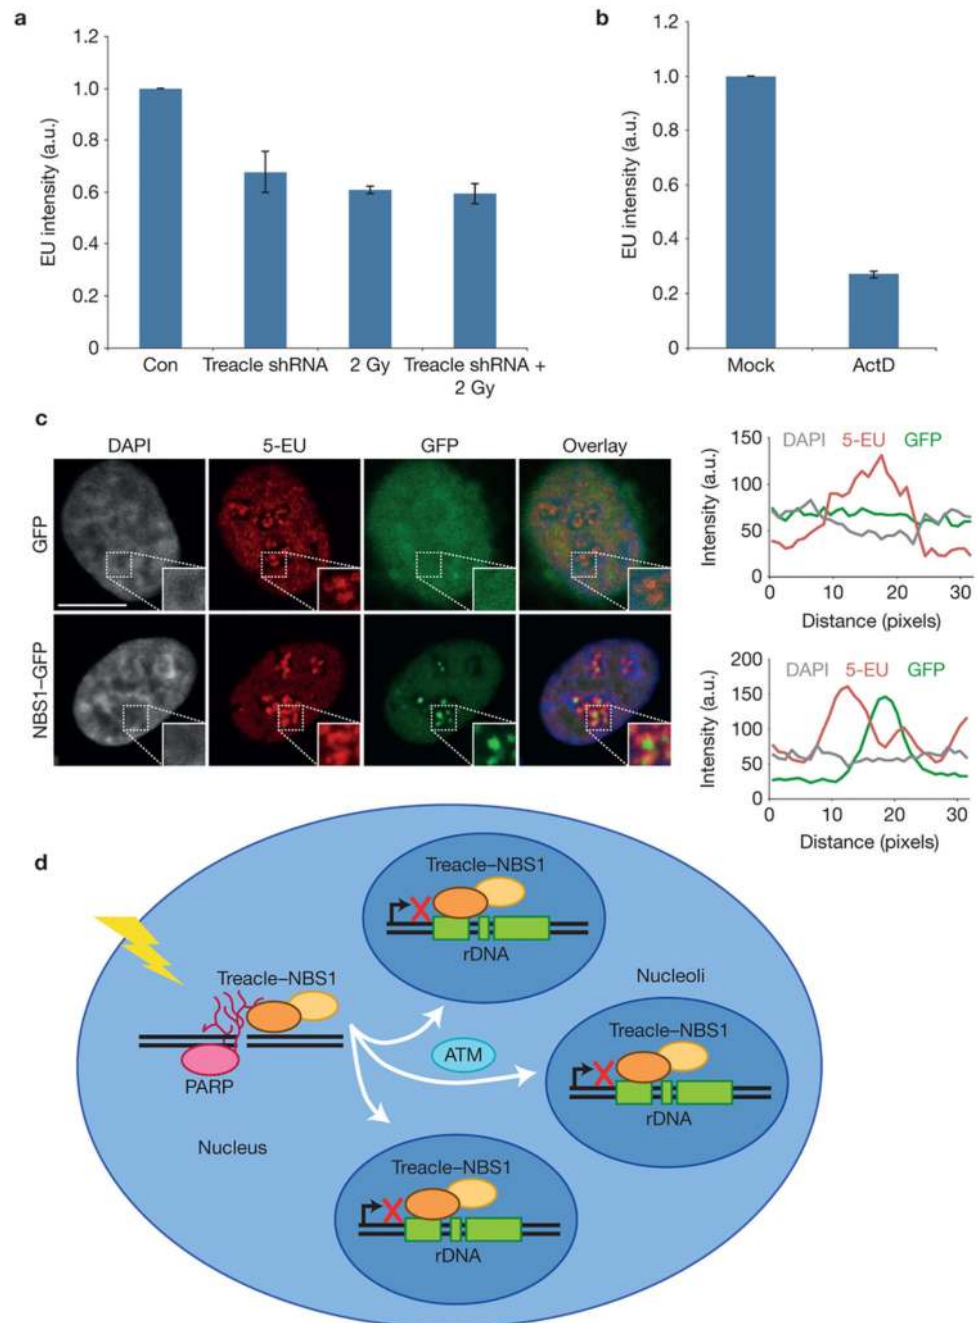 a
1.2
1.0
0.8
0.6
0.4
0.2
0
EU intensity (a.u.)
Con
Treacle shRNA
2 Gy
Treacle shRNA +
2 Gy
b
1.2
1.0
0.8
0.6
0.4
0.2
0
EU intensity (a.u.)
Mock
ActD
c
DAPI
5-EU
GFP
Overlay
GFP
NBS1–GFP
150
100
50
0
Intensity (a.u.)
DAPI 5-EU GFP
0 10 20 30
Distance (pixels)
200
150
100
50
0
Intensity (a.u.)
DAPI 5-EU GFP
0 10 20 30
Distance (pixels)
d
Treacle–NBS1
rDNA
Treacle–NBS1
Nucleoli
Treacle–NBS1
ATM
PARP
rDNA
Nucleus
Treacle–NBS1
rDNA